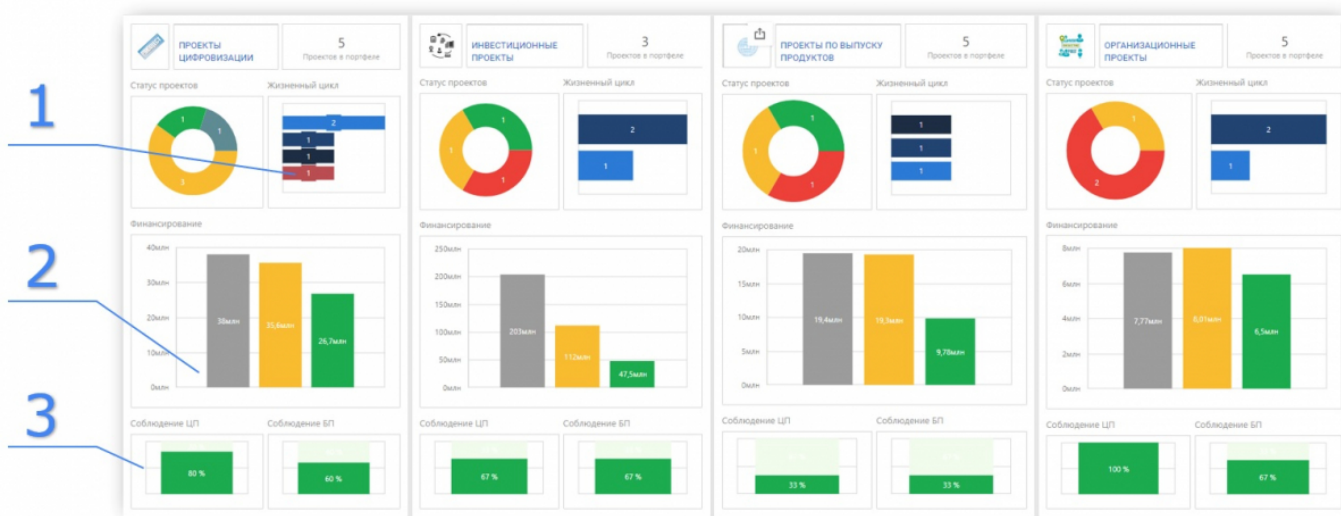 1
2
3
ПРОЕКТЫ
ЦИФРОВИЗАЦИИ
5
Проектов в портфеле
Статус проектов
Жизненный цикл
1
1
3
2
1
1
1
Финансирование
40млн
30млн
20млн
10млн
0млн
38млн
35,6млн
26,7млн
Соблюдение ЦП
Соблюдение БП
80 %
60 %
ИНВЕСТИЦИОННЫЕ
ПРОЕКТЫ
3
Проектов в портфеле
Статус проектов
Жизненный цикл
1
1
1
2
1
Финансирование
250млн
200млн
150млн
100млн
50млн
0млн
203млн
112млн
47,5млн
Соблюдение ЦП
Соблюдение БП
67 %
67 %
ПРОЕКТЫ ПО ВЫПУСКУ
ПРОДУКТОВ
5
Проектов в портфеле
Статус проектов
Жизненный цикл
1
1
1
1
1
1
Финансирование
20млн
15млн
10млн
5млн
0млн
19,4млн
19,3млн
9,78млн
Соблюдение ЦП
Соблюдение БП
33 %
33 %
ОРГАНИЗАЦИОННЫЕ
ПРОЕКТЫ
5
Проектов в портфеле
Статус проектов
Жизненный цикл
1
2
2
1
Финансирование
8млн
6млн
4млн
2млн
0млн
7,77млн
8,01млн
6,5млн
Соблюдение ЦП
Соблюдение БП
100 %
67 %